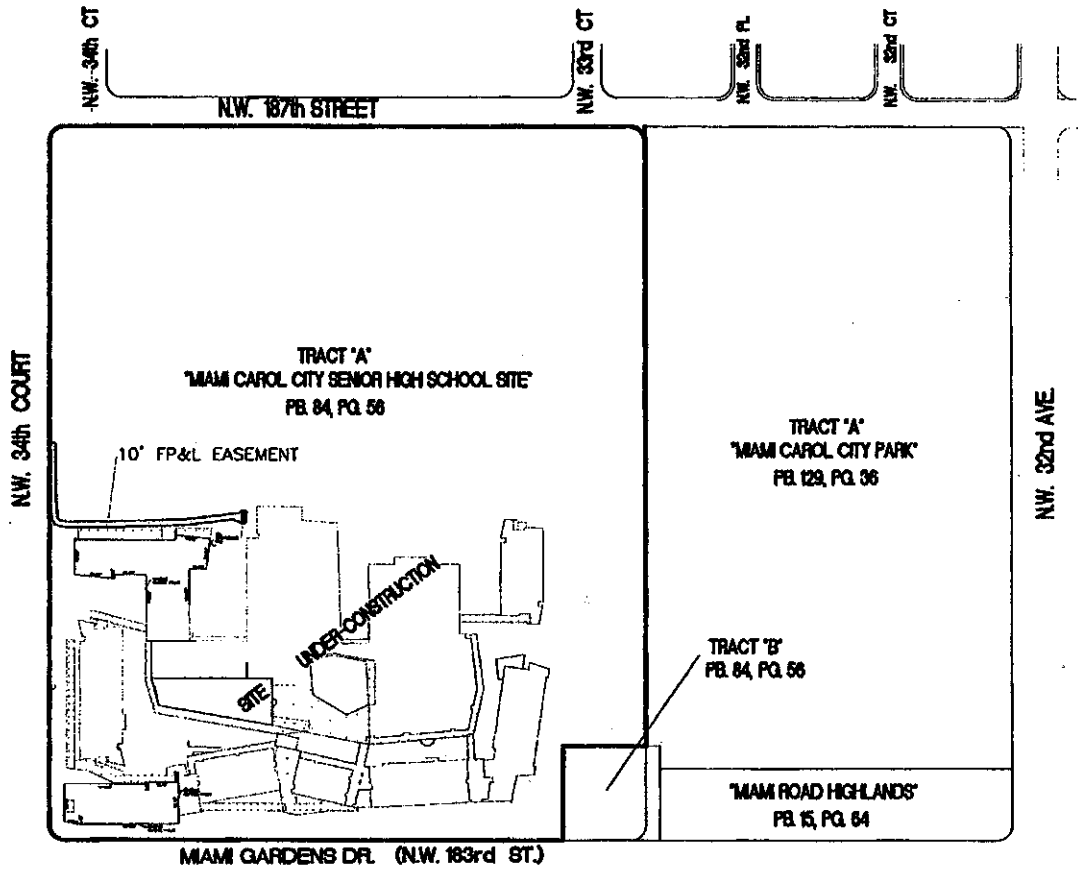 N.W. 34th CT
N.W. 33rd CT
N.W. 32nd PL
N.W. 32nd CT
N.W. 187th STREET
N.W. 34th COURT
TRACT "A"
"MIAMI CAROL CITY SENIOR HIGH SCHOOL SITE"
PB. 84, PG. 56
10' FP&L EASEMENT
TRACT "A"
"MIAMI CAROL CITY PARK"
PB. 129, PG. 36
N.W. 32nd AVE.
UNDER-CONSTRUCTION
SITE
TRACT "B"
PB. 84, PG. 56
"MIAMI ROAD HIGHLANDS"
PB. 15, PG. 64
MIAMI GARDENS DR. (N.W. 183rd ST.)